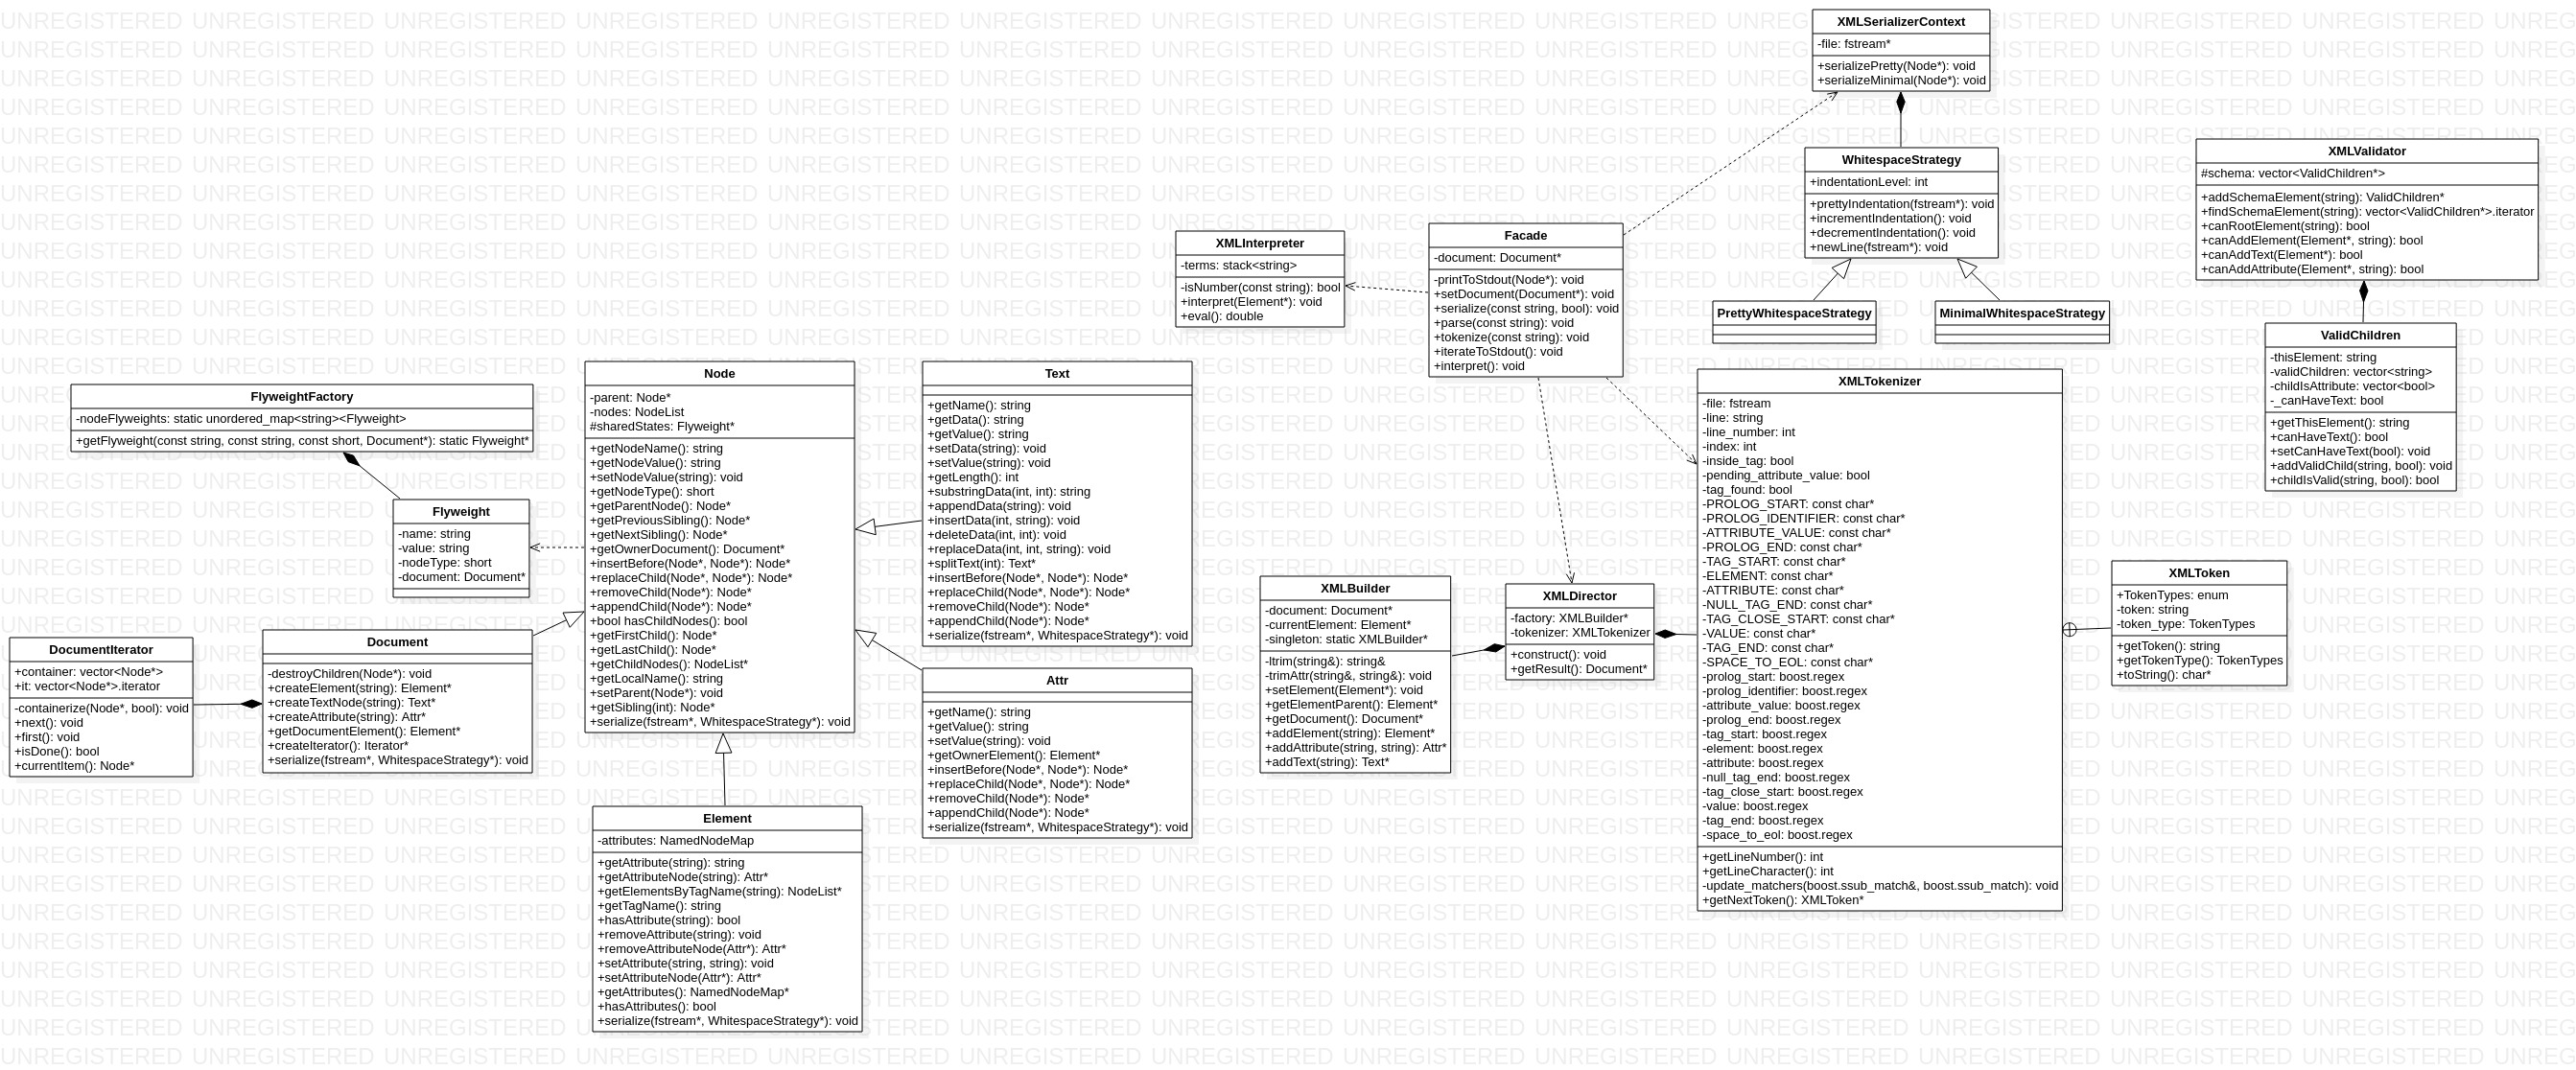 XMLSerializerContext
-file: fstream*
+serializePretty(Node*): void
+serializeMinimal(Node*): void
WhitespaceStrategy
+indentationLevel: int
+prettyIndentation(fstream*): void
+incrementIndentation(): void
+decrementIndentation(): void
+newLine(fstream*): void
PrettyWhitespaceStrategy
MinimalWhitespaceStrategy
XMLValidator
#schema: vector<ValidChildren*>
+addSchemaElement(string): ValidChildren*
+findSchemaElement(string): vector<ValidChildren*>.iterator
+canRootElement(string): bool
+canAddElement(Element*, string): bool
+canAddText(Element*): bool
+canAddAttribute(Element*, string): bool
ValidChildren
-thisElement: string
-validChildren: vector<string>
-childIsAttribute: vector<bool>
-_canHaveText: bool
+getThisElement(): string
+canHaveText(): bool
+setCanHaveText(bool): void
+addValidChild(string, bool): void
+childIsValid(string, bool): bool
XMLInterpreter
-terms: stack<string>
-isNumber(const string): bool
+interpret(Element*): void
+eval(): double
Facade
-document: Document*
-printToStdout(Node*): void
+setDocument(Document*): void
+serialize(const string, bool): void
+parse(const string): void
+tokenize(const string): void
+iterateToStdout(): void
+interpret(): void
FlyweightFactory
-nodeFlyweights: static unordered_map<string><Flyweight>
+getFlyweight(const string, const string, const short, Document*): static Flyweight*
Flyweight
-name: string
-value: string
-nodeType: short
-document: Document*
DocumentIterator
+container: vector<Node*>
+it: vector<Node*>.iterator
-containerize(Node*, bool): void
+next(): void
+first(): void
+isDone(): bool
+currentItem(): Node*
Document
-destroyChildren(Node*): void
+createElement(string): Element*
+createTextNode(string): Text*
+createAttribute(string): Attr*
+getDocumentElement(): Element*
+createIterator(): Iterator*
+serialize(fstream*, WhitespaceStrategy*): void
Node
-parent: Node*
-nodes: NodeList
#sharedStates: Flyweight*
+getNodeName(): string
+getNodeValue(): string
+setNodeValue(string): void
+getNodeType(): short
+getParentNode(): Node*
+getPreviousSibling(): Node*
+getNextSibling(): Node*
+getOwnerDocument(): Document*
+insertBefore(Node*, Node*): Node*
+replaceChild(Node*, Node*): Node*
+removeChild(Node*): Node*
+appendChild(Node*): Node*
+bool hasChildNodes(): bool
+getFirstChild(): Node*
+getLastChild(): Node*
+getChildNodes(): NodeList*
+getLocalName(): string
+setParent(Node*): void
+getSibling(int): Node*
+serialize(fstream*, WhitespaceStrategy*): void
Text
+getName(): string
+getData(): string
+getValue(): string
+setData(string): void
+setValue(string): void
+getLength(): int
+substringData(int, int): string
+appendData(string): void
+insertData(int, string): void
+deleteData(int, int): void
+replaceData(int, int, string): void
+splitText(int): Text*
+insertBefore(Node*, Node*): Node*
+replaceChild(Node*, Node*): Node*
+removeChild(Node*): Node*
+appendChild(Node*): Node*
+serialize(fstream*, WhitespaceStrategy*): void
Attr
+getName(): string
+getValue(): string
+setValue(string): void
+getOwnerElement(): Element*
+insertBefore(Node*, Node*): Node*
+replaceChild(Node*, Node*): Node*
+removeChild(Node*): Node*
+appendChild(Node*): Node*
+serialize(fstream*, WhitespaceStrategy*): void
Element
-attributes: NamedNodeMap
+getAttribute(string): string
+getAttributeNode(string): Attr*
+getElementsByTagName(string): NodeList*
+getTagName(): string
+hasAttribute(string): bool
+removeAttribute(string): void
+removeAttributeNode(Attr*): Attr*
+setAttribute(string, string): void
+setAttributeNode(Attr*): Attr*
+getAttributes(): NamedNodeMap*
+hasAttributes(): bool
+serialize(fstream*, WhitespaceStrategy*): void
XMLBuilder
-document: Document*
-currentElement: Element*
-singleton: static XMLBuilder*
-ltrim(string&): string&
-trimAttr(string&, string&): void
+setElement(Element*): void
+getElementParent(): Element*
+getDocument(): Document*
+addElement(string): Element*
+addAttribute(string, string): Attr*
+addText(string): Text*
XMLDirector
-factory: XMLBuilder*
-tokenizer: XMLTokenizer
+construct(): void
+getResult(): Document*
XMLTokenizer
-file: fstream
-line: string
-line_number: int
-index: int
-inside_tag: bool
-pending_attribute_value: bool
-tag_found: bool
-PROLOG_START: const char*
-PROLOG_IDENTIFIER: const char*
-ATTRIBUTE_VALUE: const char*
-PROLOG_END: const char*
-TAG_START: const char*
-ELEMENT: const char*
-ATTRIBUTE: const char*
-NULL_TAG_END: const char*
-TAG_CLOSE_START: const char*
-VALUE: const char*
-TAG_END: const char*
-SPACE_TO_EOL: const char*
-prolog_start: boost.regex
-prolog_identifier: boost.regex
-attribute_value: boost.regex
-prolog_end: boost.regex
-tag_start: boost.regex
-element: boost.regex
-attribute: boost.regex
-null_tag_end: boost.regex
-tag_close_start: boost.regex
-value: boost.regex
-tag_end: boost.regex
-space_to_eol: boost.regex
+getLineNumber(): int
+getLineCharacter(): int
-update_matchers(boost.ssub_match&, boost.ssub_match): void
+getNextToken(): XMLToken*
XMLToken
+TokenTypes: enum
-token: string
-token_type: TokenTypes
+getToken(): string
+getTokenType(): TokenTypes
+toString(): char*
UNREGISTERED